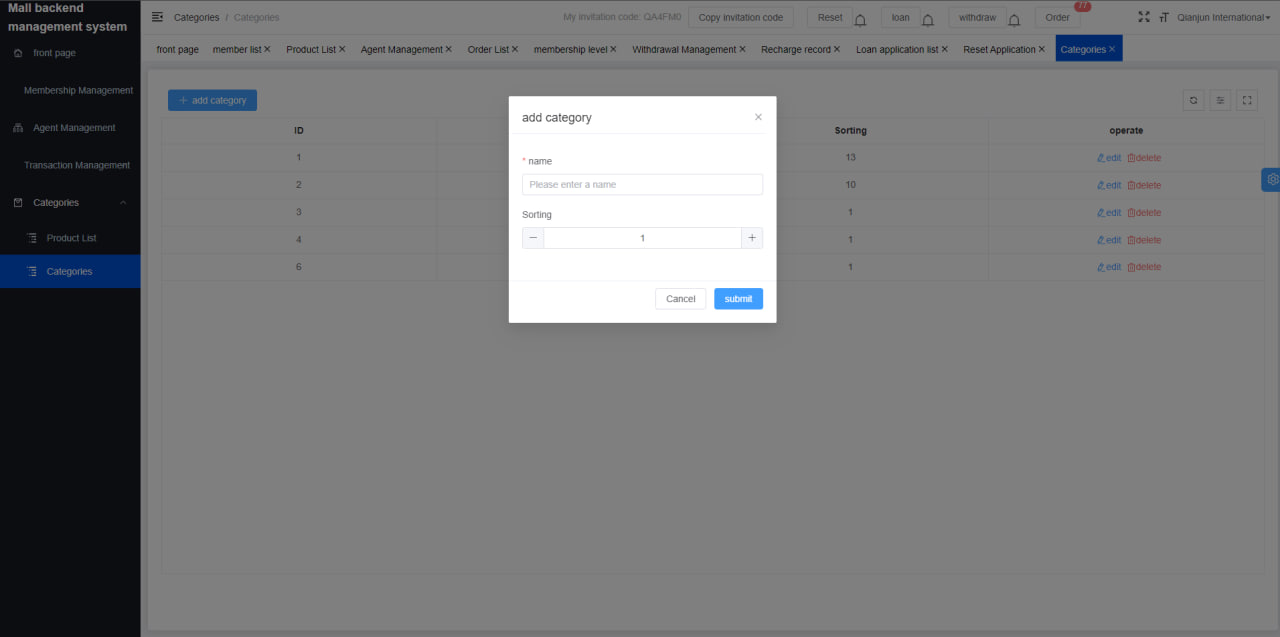 Mall backend
management system
front page
Membership Management
Agent Management
Transaction Management
Categories
Product List
Categories
Categories / Categories
My invitation code: QA4FM0 Copy invitation code Reset loan withdraw Order 77 Qianjun International
front page member list Product List Agent Management Order List membership level Withdrawal Management Recharge record Loan application list Reset Application Categories
+ add category
ID Sorting operate
1 13 edit delete
2 10 edit delete
3 1 edit delete
4 1 edit delete
6 1 edit delete
add category
* name
Please enter a name
Sorting
1
Cancel submit